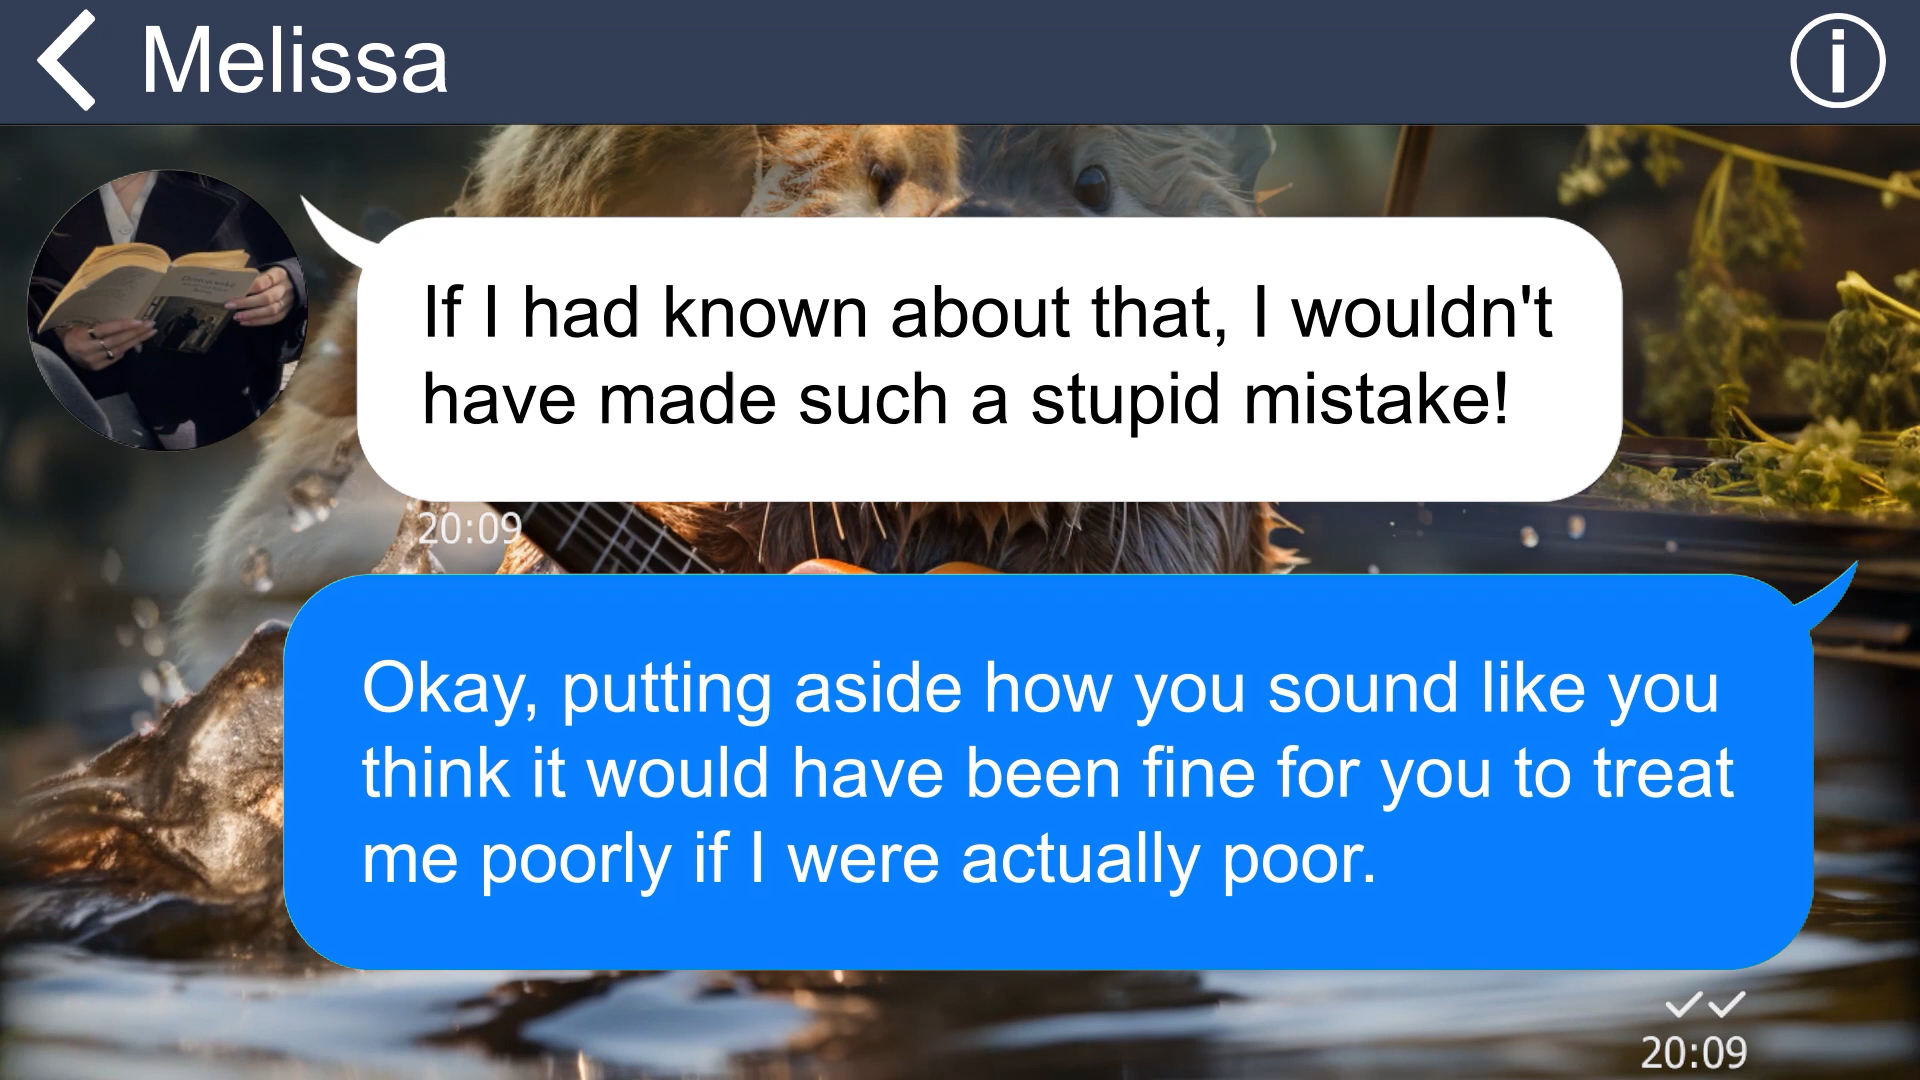 Melissa
If I had known about that, I wouldn't
have made such a stupid mistake!
20:09
Okay, putting aside how you sound like you
think it would have been fine for you to treat
me poorly if I were actually poor.
20:09